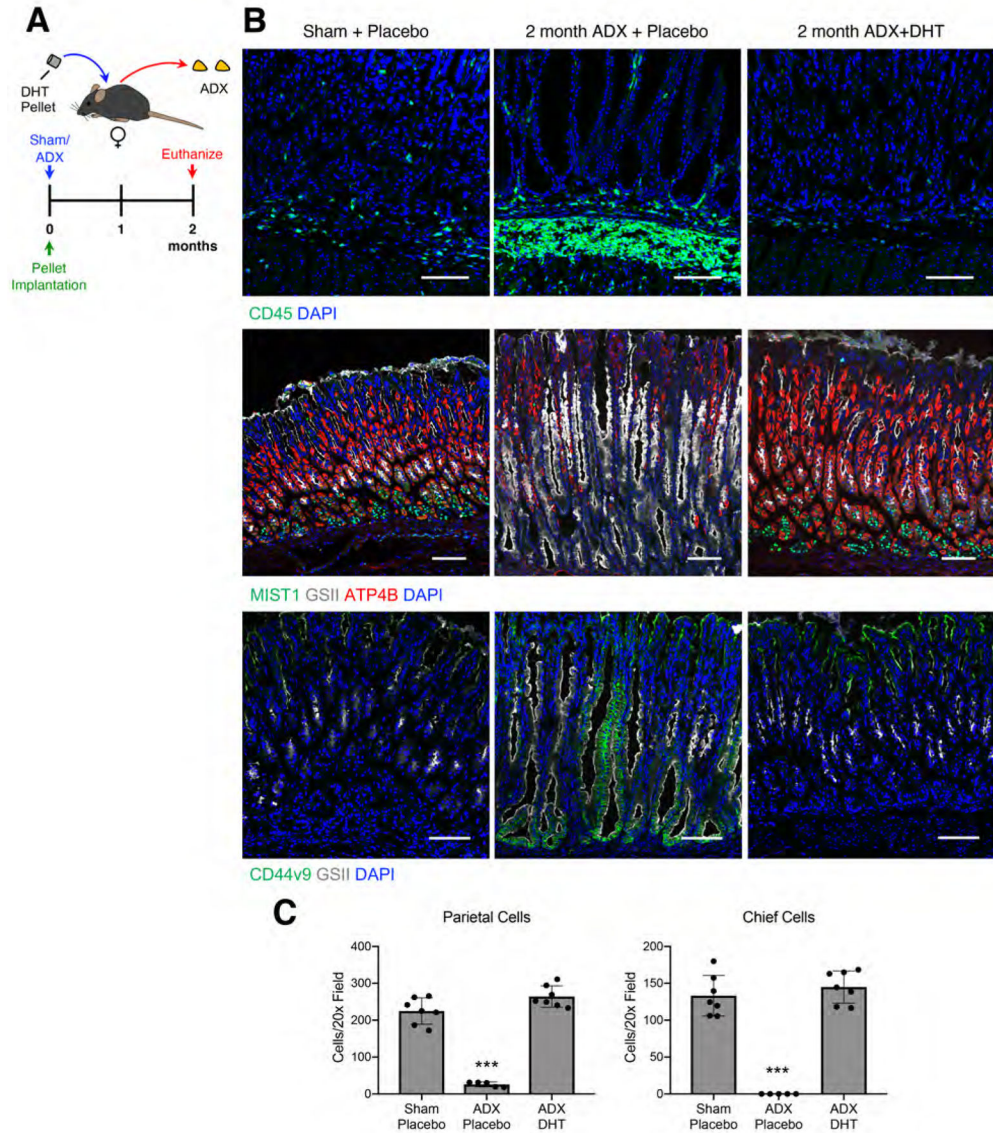 A
DHT
Pellet
ADX
Sham/
ADX
Euthanize
0
1
2
months
Pellet
Implantation
B
Sham + Placebo
2 month ADX + Placebo
2 month ADX+DHT
CD45 DAPI
MIST1 GSII ATP4B DAPI
CD44v9 GSII DAPI
C
Parietal Cells
Cells/20x Field
400
300
200
100
0
***
Sham
Placebo
ADX
Placebo
ADX
DHT
Chief Cells
Cells/20x Field
200
150
100
50
0
***
Sham
Placebo
ADX
Placebo
ADX
DHT